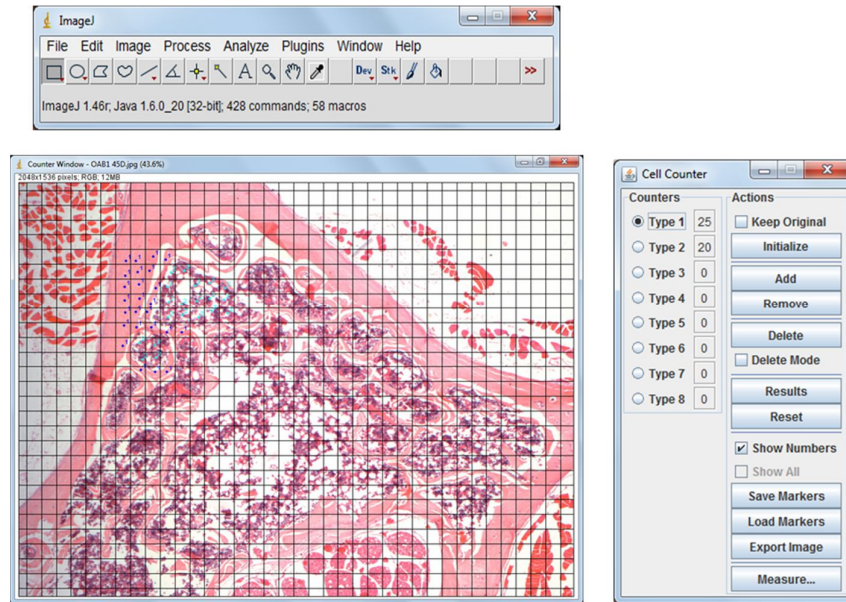 ImageJ
File Edit Image Process Analyze Plugins Window Help
A Dev Stk >>
ImageJ 1.46r; Java 1.6.0_20 [32-bit]; 428 commands; 58 macros
Counter Window - OAB1 45D.jpg (43.6%)
2048x1536 pixels; RGB; 12MB
Cell Counter
Counters
Type 1 25
Type 2 20
Type 3 0
Type 4 0
Type 5 0
Type 6 0
Type 7 0
Type 8 0
Actions
Keep Original
Initialize
Add
Remove
Delete
Delete Mode
Results
Reset
Show Numbers
Show All
Save Markers
Load Markers
Export Image
Measure...